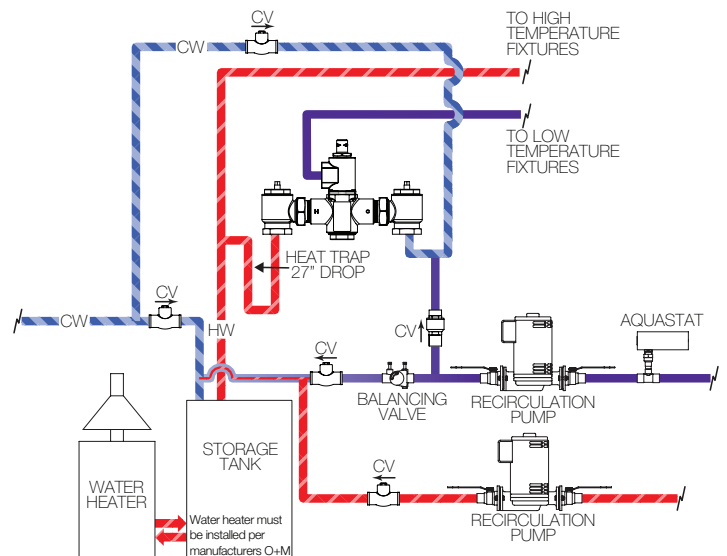 CV
TO HIGH
TEMPERATURE
FIXTURES
CW
TO LOW
TEMPERATURE
FIXTURES
H
C
HEAT TRAP
27" DROP
CV
CW
HW
CV
CV
AQUASTAT
BALANCING
VALVE
RECIRCULATION
PUMP
STORAGE
TANK
WATER
HEATER
CV
Water heater must
be installed per
manufacturers O+M
RECIRCULATION
PUMP